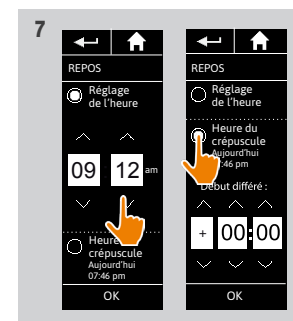 7
REPOS
Réglage
de l'heure
09 12 am
Heure
crépuscule
Aujourd'hui
07:46 pm
OK
REPOS
Réglage
de l'heure
Heure du
crépuscule
Aujourd'hui
:46 pm
Début différé :
+ 00:00
OK